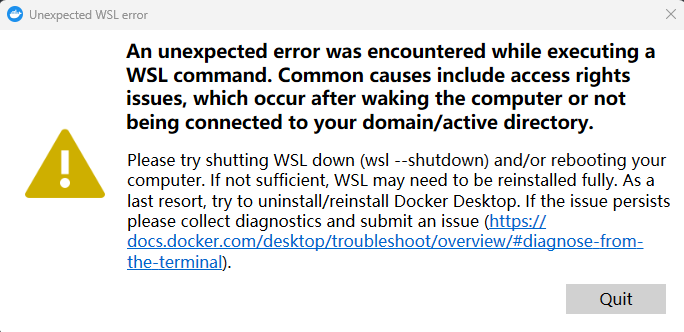 Unexpected WSL error
An unexpected error was encountered while executing a
WSL command. Common causes include access rights
issues, which occur after waking the computer or not
being connected to your domain/active directory.
Please try shutting WSL down (wsl --shutdown) and/or rebooting your
computer. If not sufficient, WSL may need to be reinstalled fully. As a
last resort, try to uninstall/reinstall Docker Desktop. If the issue persists
please collect diagnostics and submit an issue (https://
docs.docker.com/desktop/troubleshoot/overview/#diagnose-from-
the-terminal).
Quit